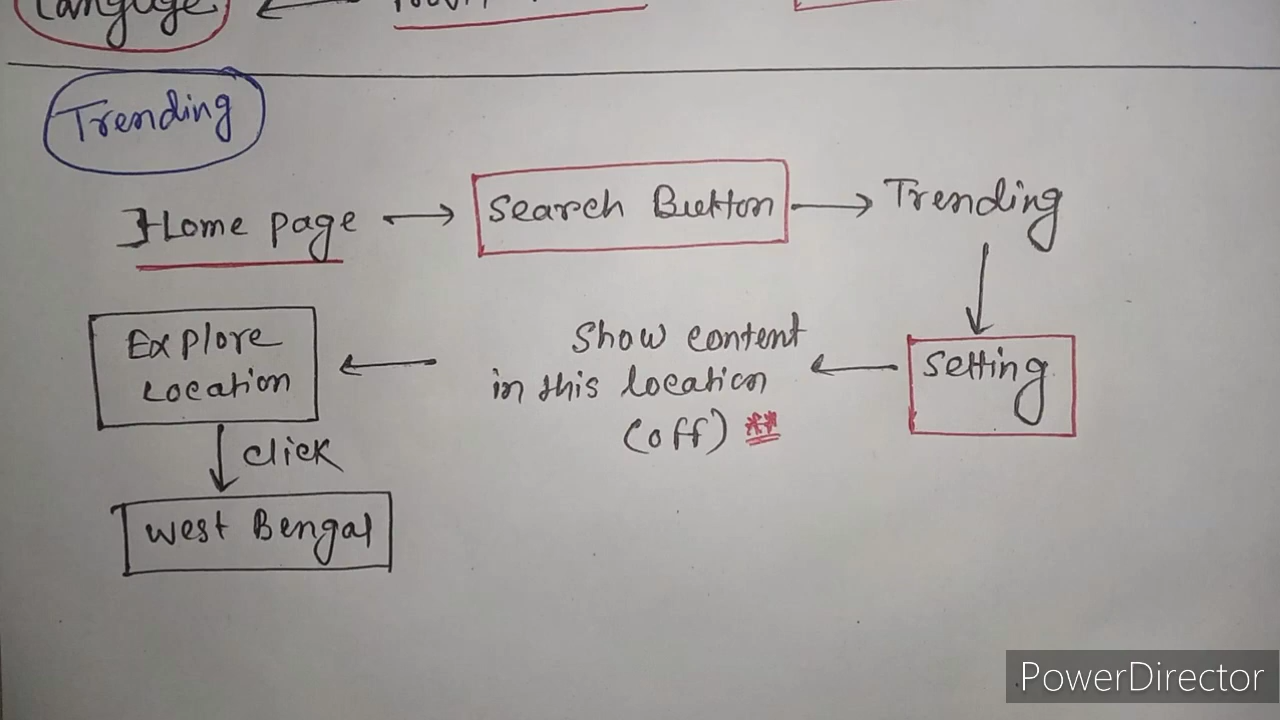 Languge
Trending
Home page → Search Button → Trending
Setting
Show content
in this location
(off) **
Explore
Location
click
West Bengal
PowerDirector